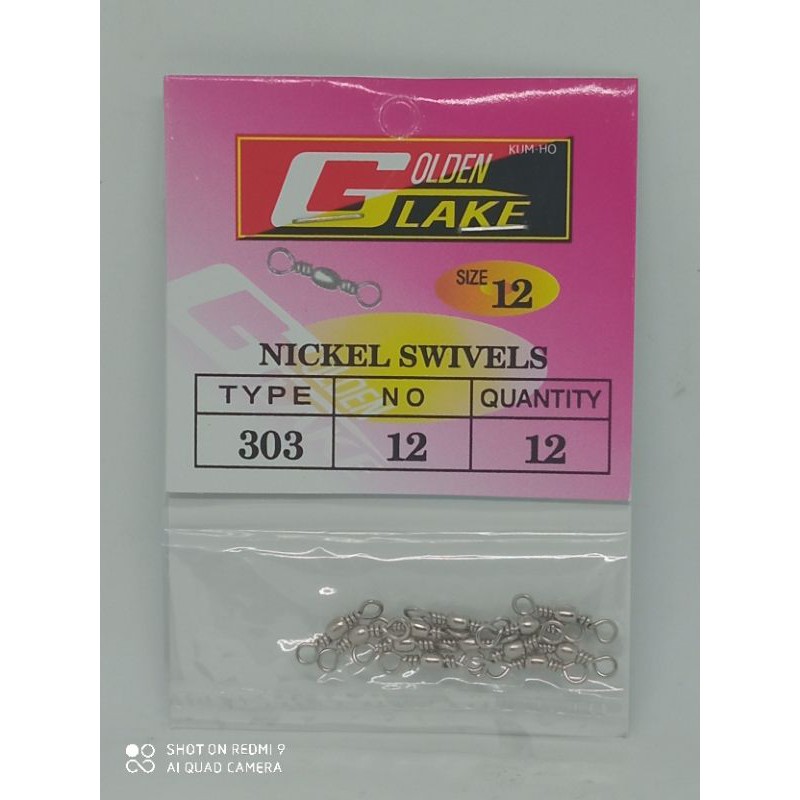 KUM-HO
GOLDEN
LAKE
SIZE 12
NICKEL SWIVELS
TYPE NO QUANTITY
303 12 12
SHOT ON REDMI 9
AI QUAD CAMERA